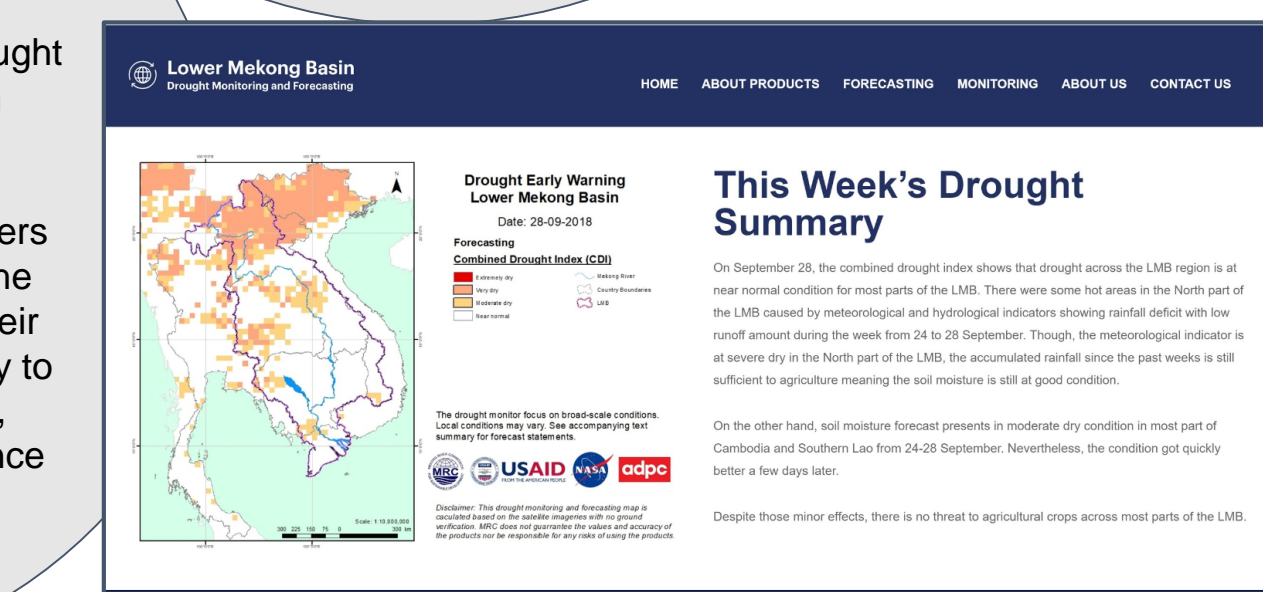 ught
ers
ne
eir
y to
,
nce
Lower Mekong Basin
Drought Monitoring and Forecasting
HOME ABOUT PRODUCTS FORECASTING MONITORING ABOUT US CONTACT US
N
Scale: 1:10,000,000
300 225 150 75 0 300 km
Drought Early Warning
Lower Mekong Basin
Date: 28-09-2018
Forecasting
Combined Drought Index (CDI)
Extremely dry
Very dry
Moderate dry
Near normal
Mekong River
Country Boundaries
LMB
The drought monitor focus on broad-scale conditions.
Local conditions may vary. See accompanying text
summary for forecast statements.
MRC
USAID
FROM THE AMERICAN PEOPLE
NASA
adpc
Disclaimer: This drought monitoring and forecasting map is
caculated based on the satellite imageries with no ground
verification. MRC does not guarrantee the values and accuracy of
the products nor be responsible for any risks of using the products.
This Week's Drought
Summary
On September 28, the combined drought index shows that drought across the LMB region is at
near normal condition for most parts of the LMB. There were some hot areas in the North part of
the LMB caused by meteorological and hydrological indicators showing rainfall deficit with low
runoff amount during the week from 24 to 28 September. Though, the meteorological indicator is
at severe dry in the North part of the LMB, the accumulated rainfall since the past weeks is still
sufficient to agriculture meaning the soil moisture is still at good condition.
On the other hand, soil moisture forecast presents in moderate dry condition in most part of
Cambodia and Southern Lao from 24-28 September. Nevertheless, the condition got quickly
better a few days later.
Despite those minor effects, there is no threat to agricultural crops across most parts of the LMB.